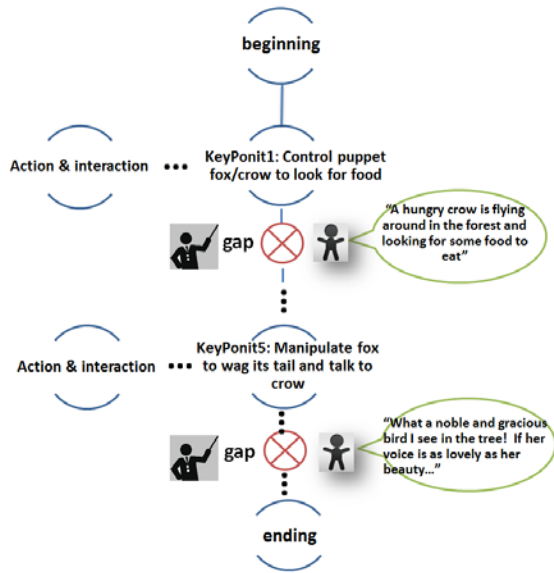 beginning
Action & interaction
KeyPonit1: Control puppet
fox/crow to look for food
gap
“A hungry crow is flying
around in the forest and
looking for some food to
eat”
Action & interaction
KeyPonit5: Manipulate fox
to wag its tail and talk to
crow
gap
“What a noble and gracious
bird I see in the tree! If her
voice is as lovely as her
beauty...”
ending